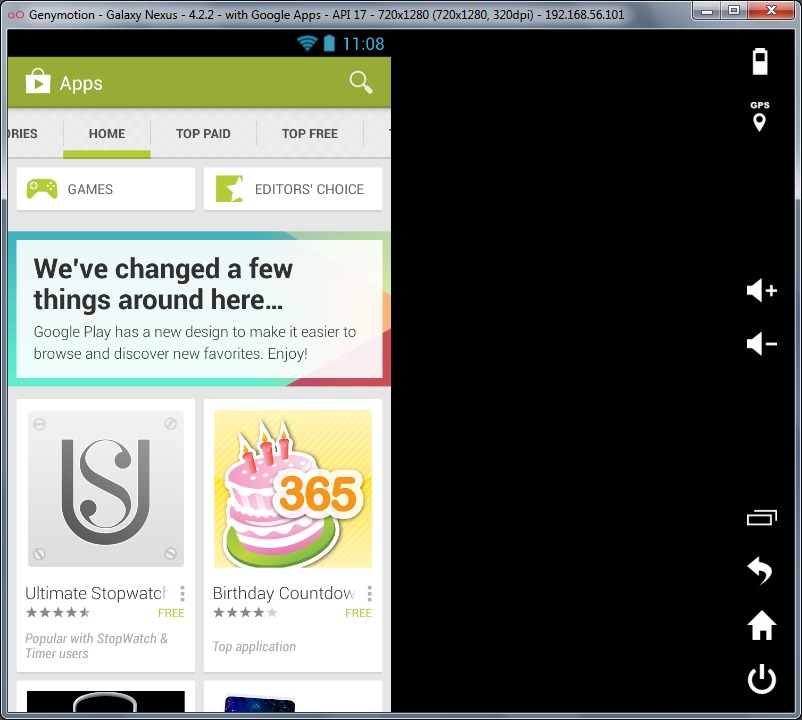 Genymotion - Galaxy Nexus - 4.2.2 - with Google Apps - API 17 - 720x1280 (720x1280, 320dpi) - 192.168.56.101
11:08
Apps
GPS
ORIES HOME TOP PAID TOP FREE
GAMES EDITORS' CHOICE
We've changed a few
things around here...
Google Play has a new design to make it easier to
browse and discover new favorites. Enjoy!
US
365
Ultimate Stopwatch
FREE
Popular with StopWatch &
Timer users
Birthday Countdow
FREE
Top application